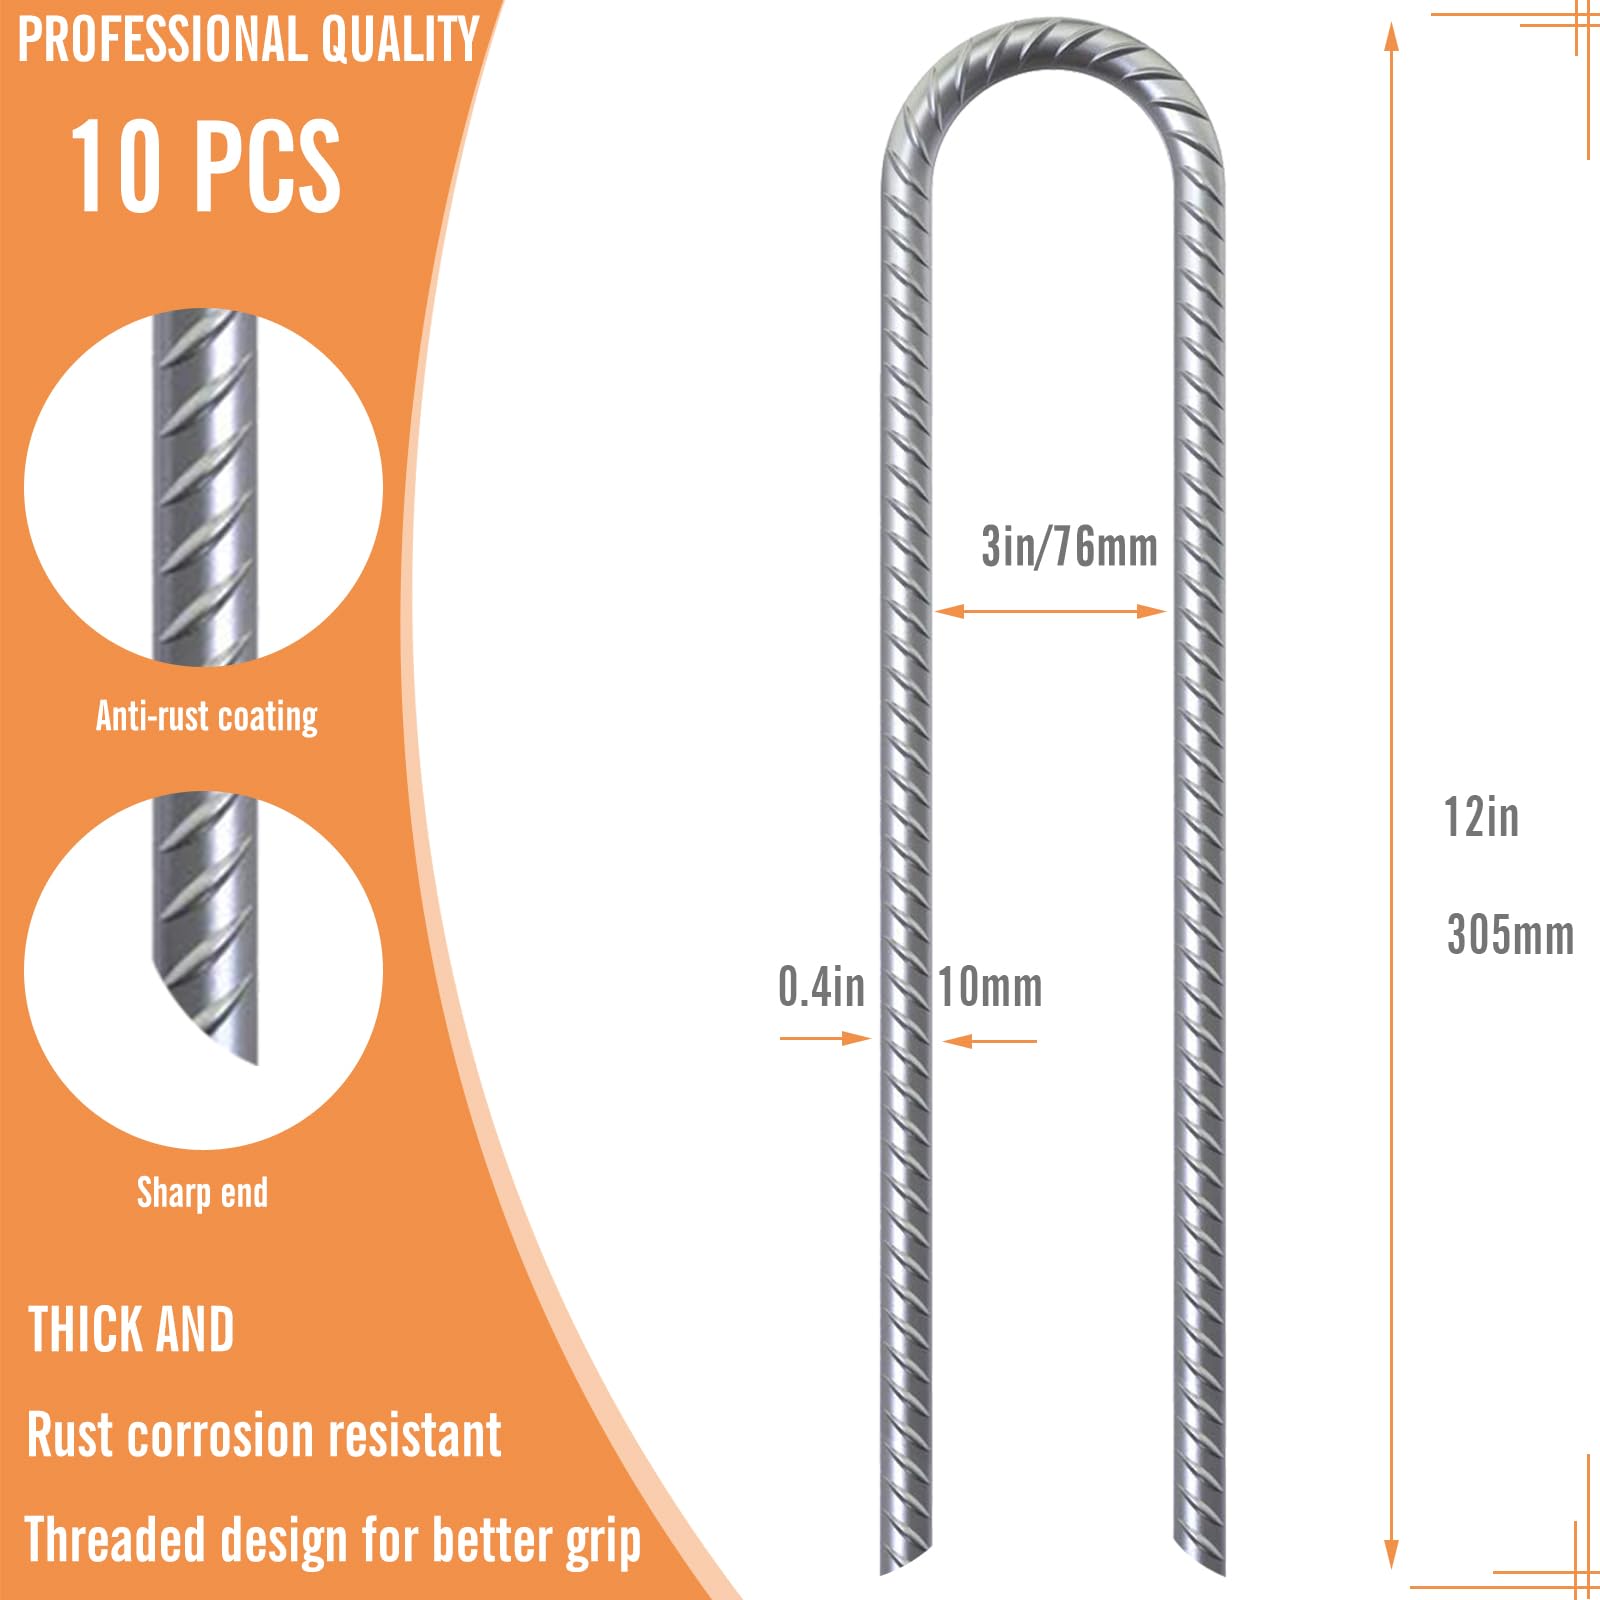 PROFESSIONAL QUALITY
10 PCS
Anti-rust coating
Sharp end
THICK AND
Rust corrosion resistant
Threaded design for better grip
3in/76mm
0.4in
10mm
12in
305mm